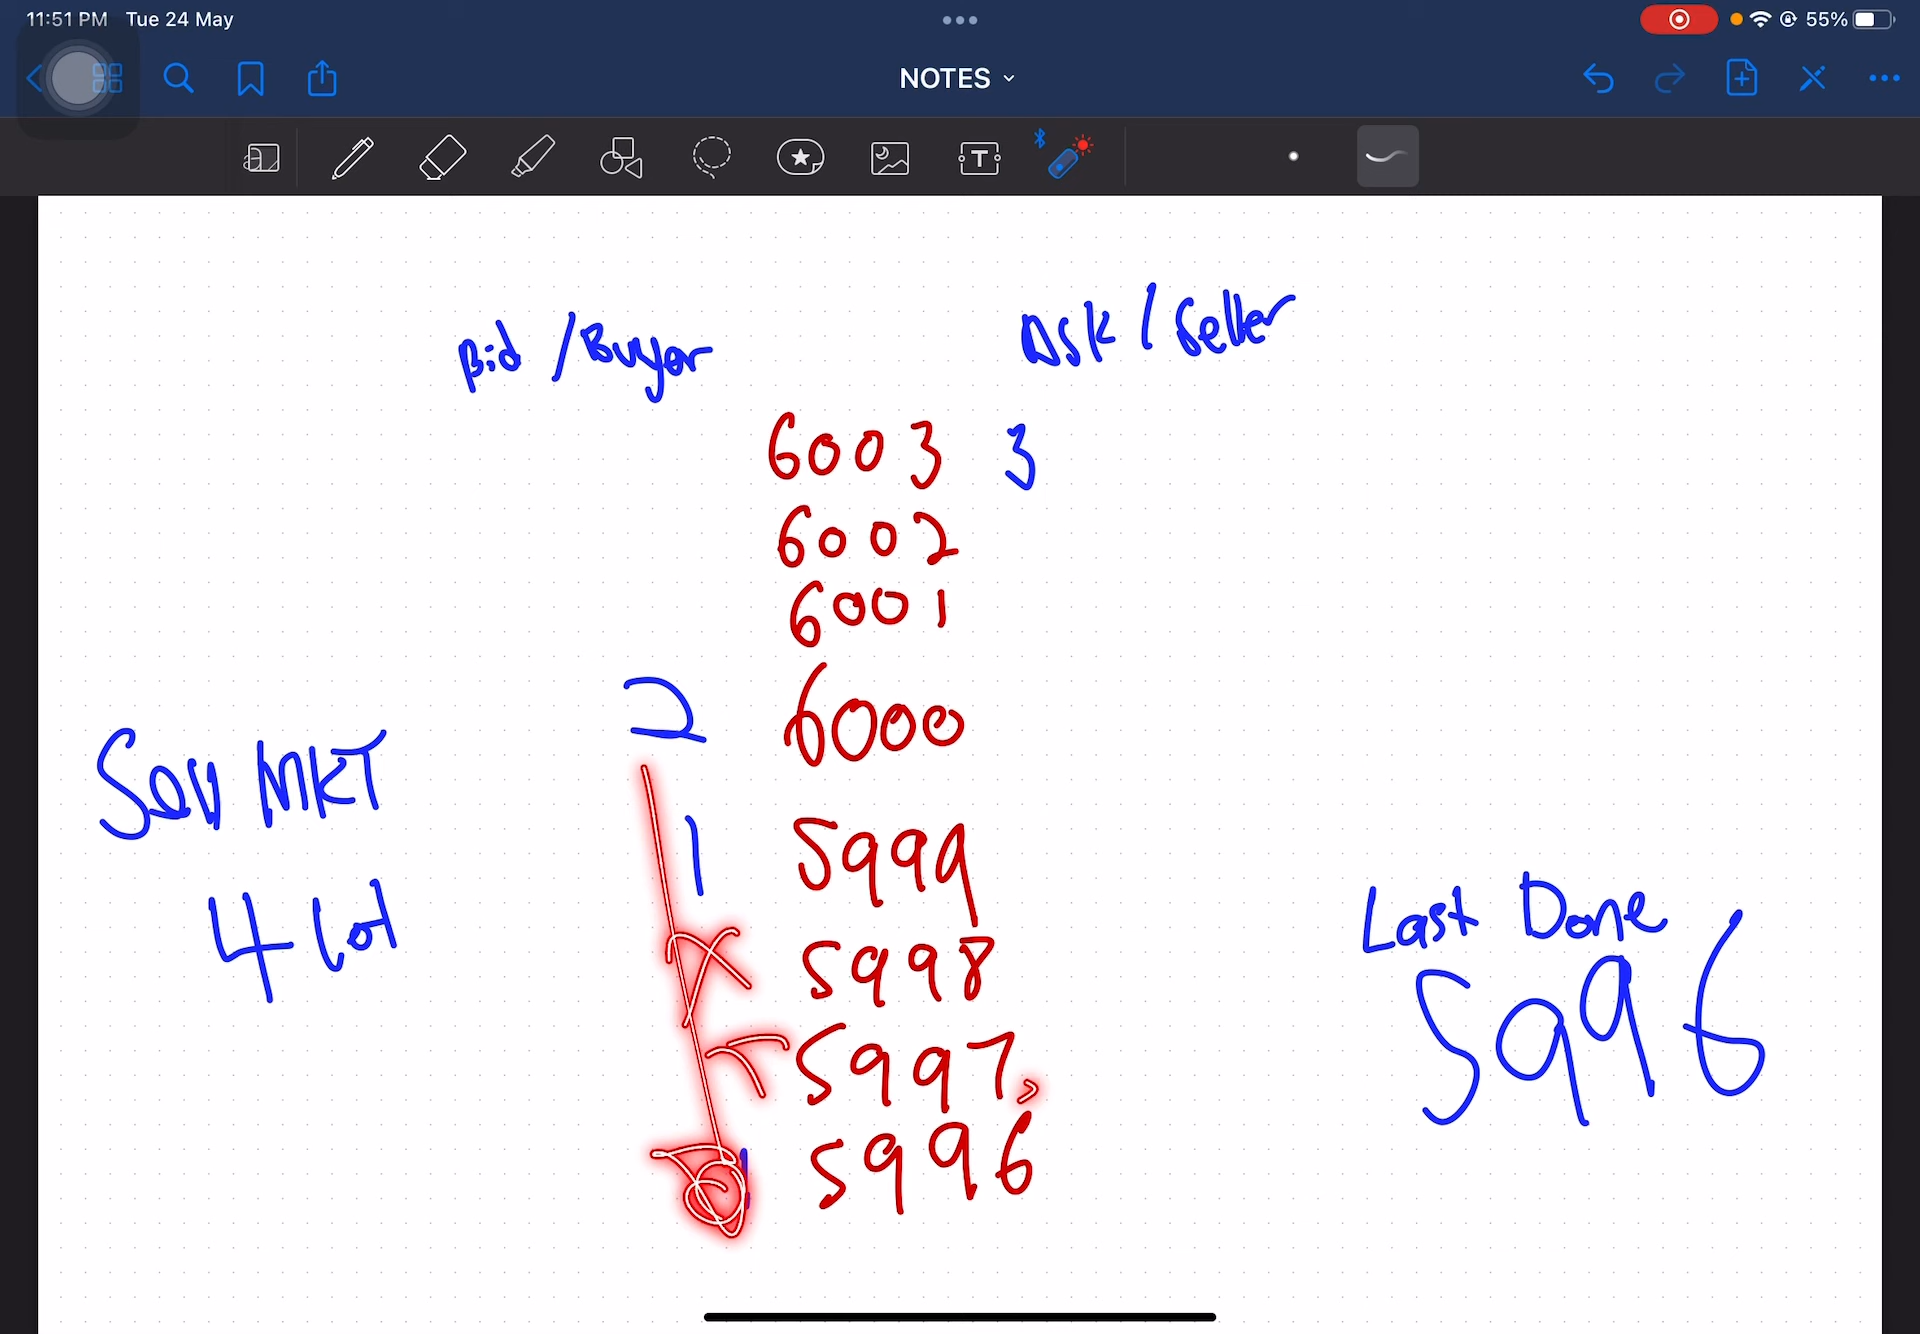 11:51 PM Tue 24 May
55%
NOTES
T
Bid / Buyer
Ask / Seller
6003 3
6002
6001
2 6000
Sell MKT
1 5999
4 Lot
5998
Last Done
5997
5996
1 5996